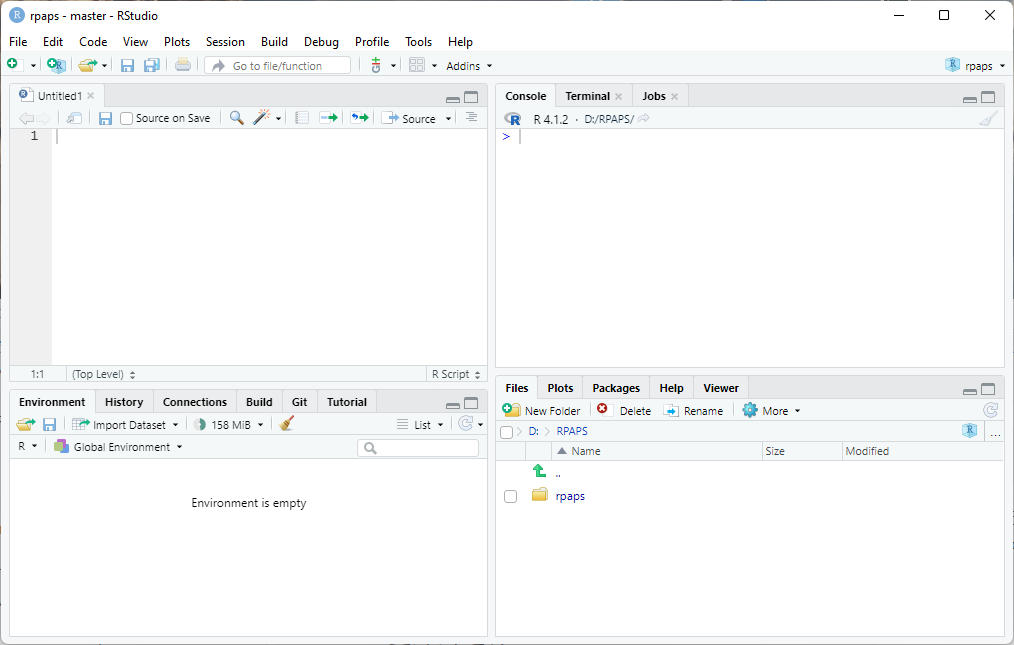 rpaps - master - RStudio
File Edit Code View Plots Session Build Debug Profile Tools Help
Go to file/function Addins rpaps
Untitled1
Source on Save Source
1
1:1 (Top Level) R Script
Console Terminal Jobs
R 4.1.2 · D:/RPAPS/
>
Environment History Connections Build Git Tutorial
Import Dataset 158 MiB List
R Global Environment
Environment is empty
Files Plots Packages Help Viewer
New Folder Delete Rename More
D: RPAPS ...
Name Size Modified
..
rpaps